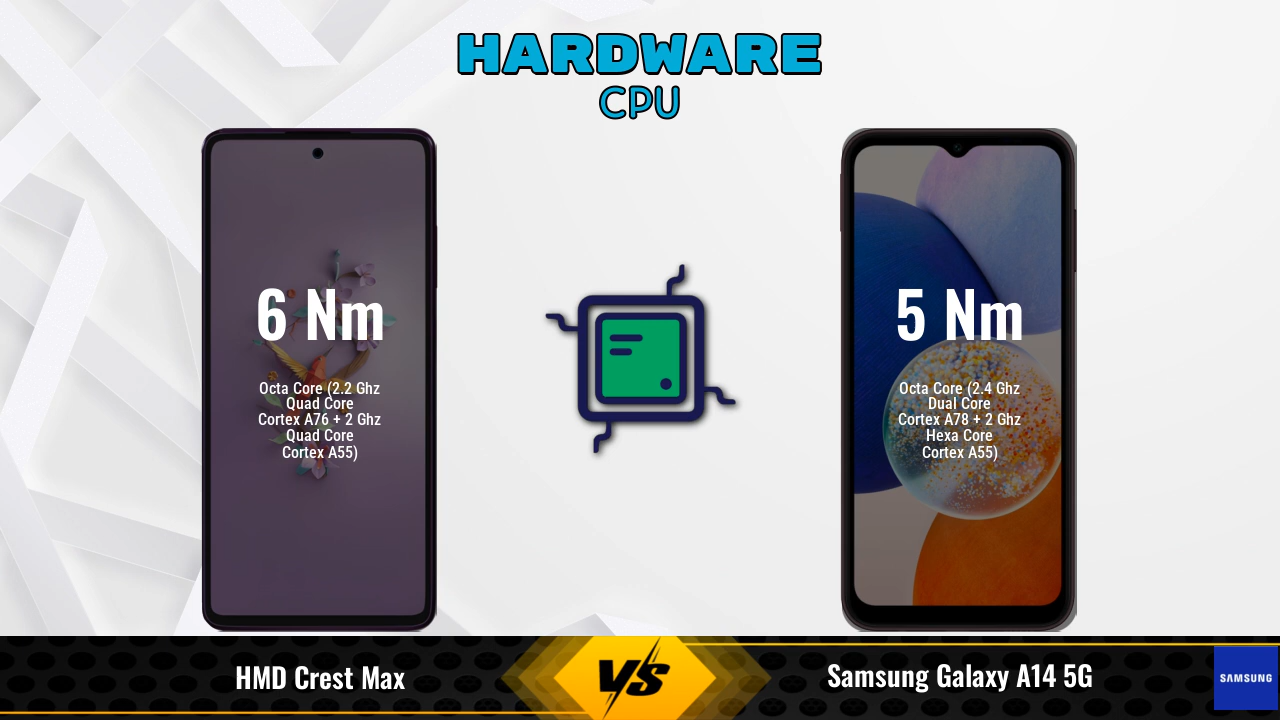 HARDWARE
CPU
6 Nm
Octa Core (2.2 Ghz
Quad Core
Cortex A76 + 2 Ghz
Quad Core
Cortex A55)
5 Nm
Octa Core (2.4 Ghz
Dual Core
Cortex A78 + 2 Ghz
Hexa Core
Cortex A55)
HMD Crest Max
VS
Samsung Galaxy A14 5G
SAMSUNG